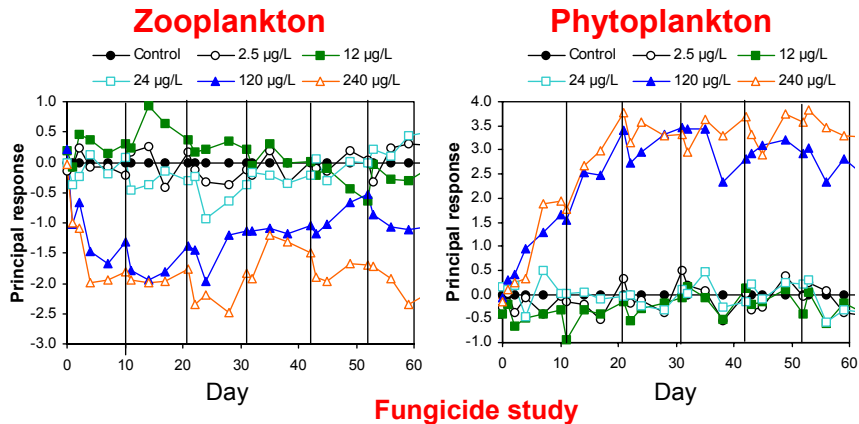 Zooplankton
Control 2.5 µg/L 12 µg/L
24 µg/L 120 µg/L 240 µg/L
Principal response
1.0
0.5
0.0
-0.5
-1.0
-1.5
-2.0
-2.5
-3.0
0 10 20 30 40 50 60
Day
Phytoplankton
Control 2.5 µg/L 12 µg/L
24 µg/L 120 µg/L 240 µg/L
Principal response
4.0
3.5
3.0
2.5
2.0
1.5
1.0
0.5
0.0
-0.5
-1.0
0 10 20 30 40 50 60
Day
Fungicide study